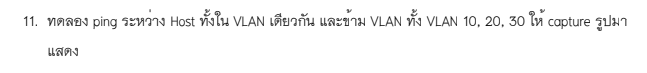 11. ทดลอง ping ระหว่าง Host ทั้งใน VLAN เดียวกัน และข้าม VLAN ทั้ง VLAN 10, 20, 30 ให้ capture รูปมา
แสดง